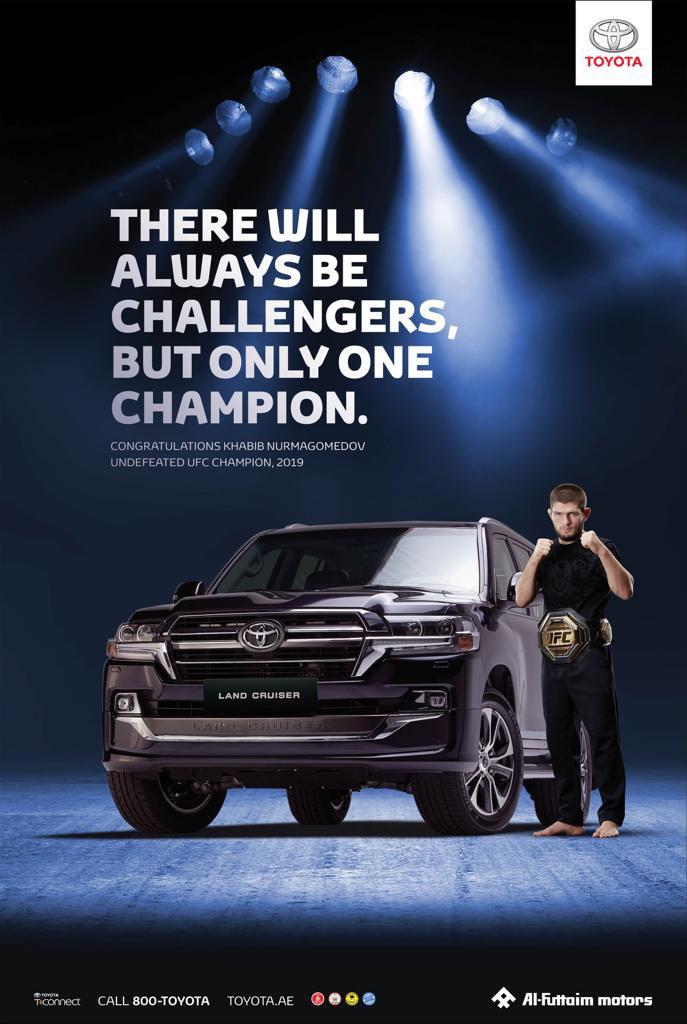 TOYOTA
THERE WILL
ALWAYS BE
CHALLENGERS,
BUT ONLY ONE
CHAMPION.
CONGRATULATIONS KHABIB NURMAGOMEDOV
UNDEFEATED UFC CHAMPION, 2019
UFC
LAND CRUISER
LAND CRUISER
TOYOTA
CONNECT
CALL 800-TOYOTA
TOYOTA.AE
Al-Futtaim motors